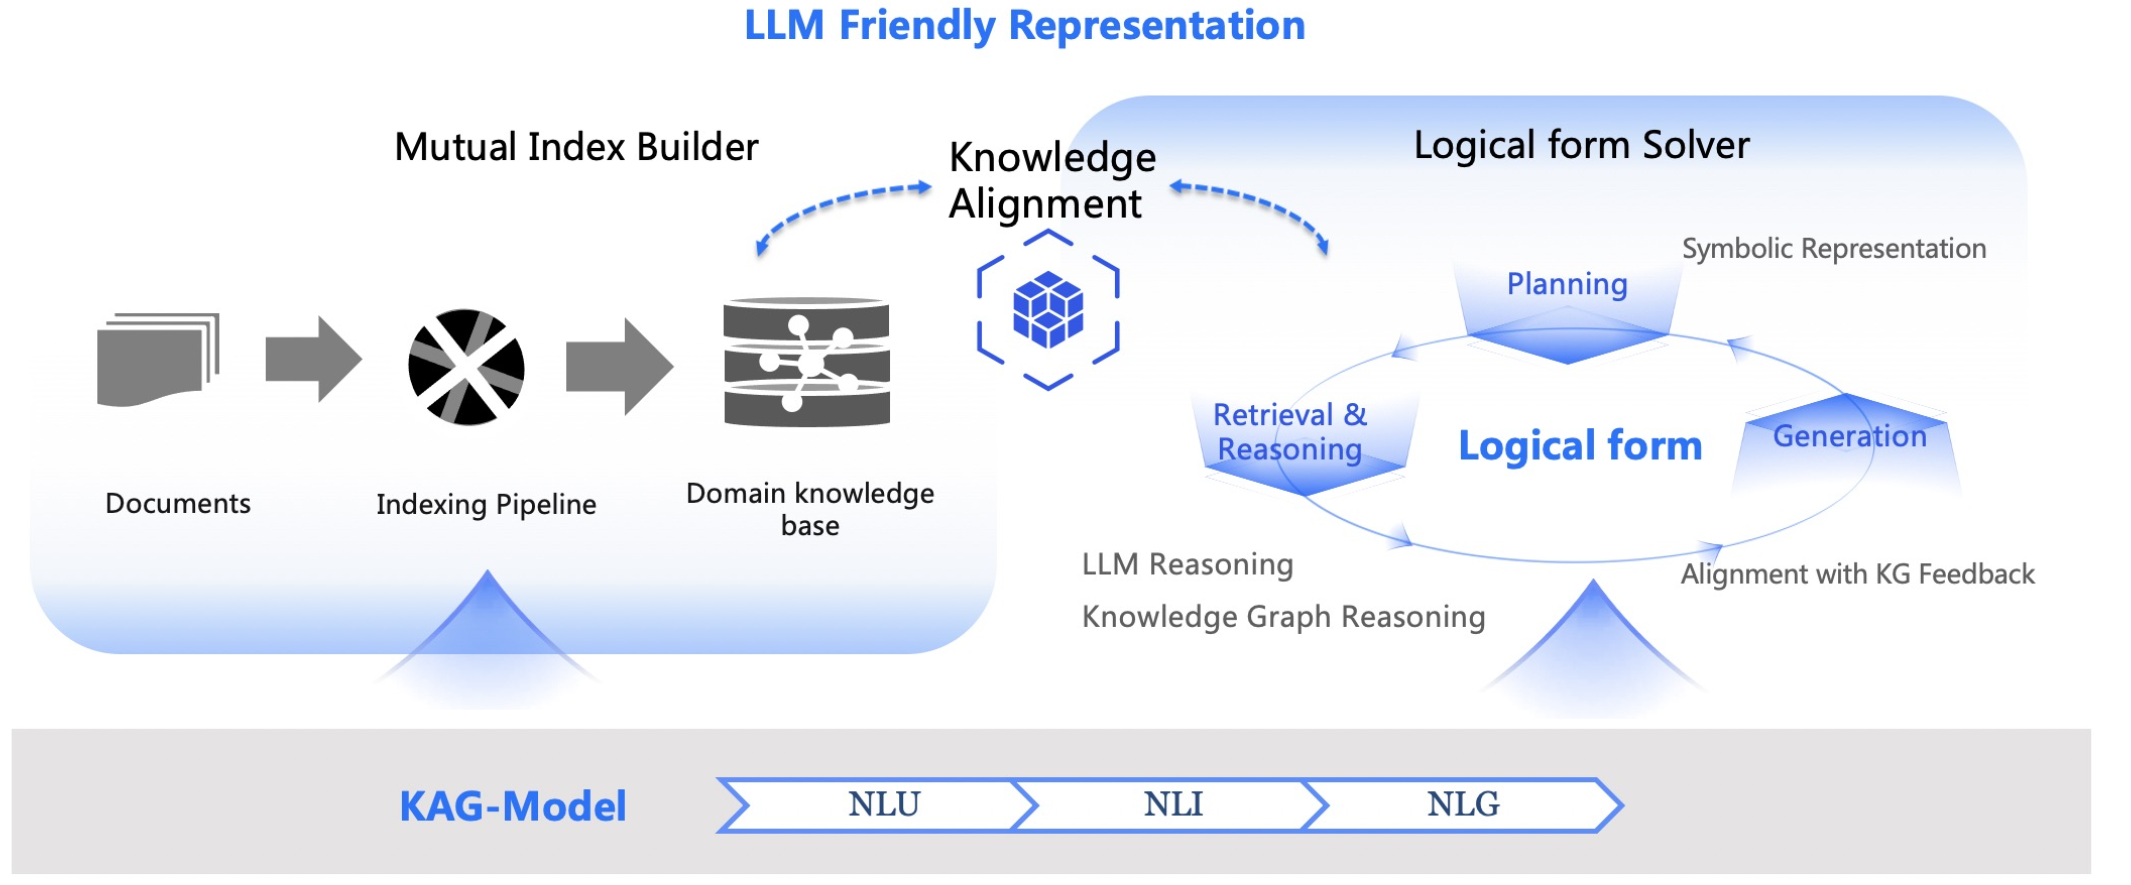 LLM Friendly Representation
Mutual Index Builder
Knowledge
Alignment
Logical form Solver
Symbolic Representation
Planning
Retrieval &
Reasoning
Logical form
Generation
Documents
Indexing Pipeline
Domain knowledge
base
LLM Reasoning
Knowledge Graph Reasoning
Alignment with KG Feedback
KAG-Model
NLU
NLI
NLG